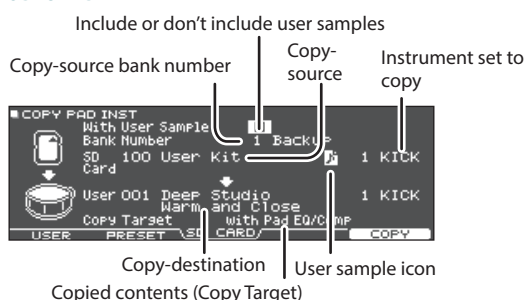 Include or don't include user samples
Copy-source bank number
Copy-
source
Instrument set to
copy
COPY PAD INST
With User Sample
Bank Number 1 Backup
SD
Card
100 User Kit 1 KICK
User 001 Deep Studio 1 KICK
Warm and Close
Copy Target with Pad EQ/Comp
USER PRESET SD CARD COPY
Copy-destination
User sample icon
Copied contents (Copy Target)